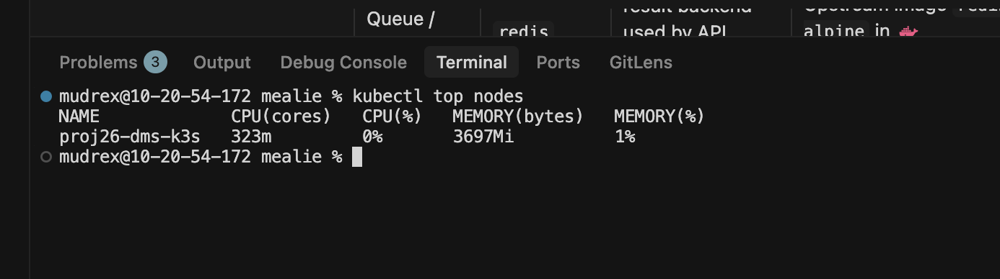 Queue /
redis
result backend
used by API
Upstream image
alpine in
Problems 3 Output Debug Console Terminal Ports GitLens
mudrex@10-20-54-172 mealie % kubectl top nodes
NAME CPU(cores) CPU(%) MEMORY(bytes) MEMORY(%)
proj26-dms-k3s 323m 0% 3697Mi 1%
mudrex@10-20-54-172 mealie %